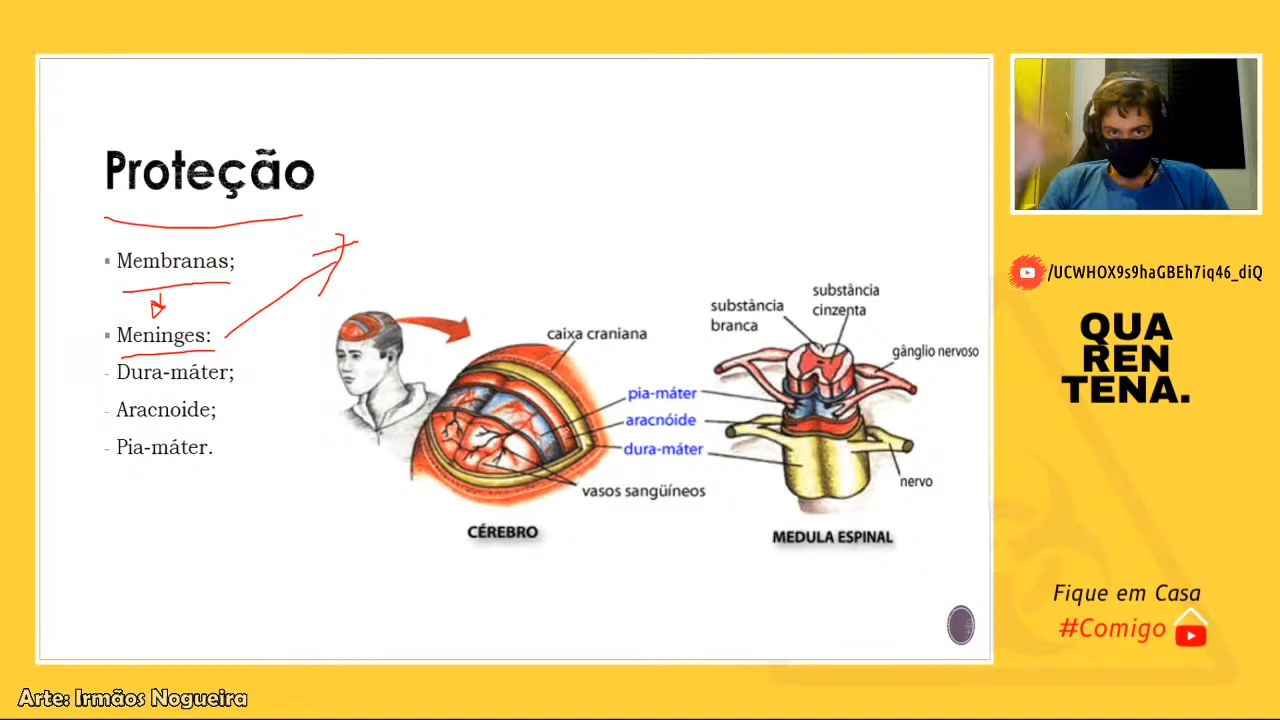 Proteção
▪ Membranas;
▪ Meninges:
- Dura-máter;
- Aracnoide;
- Pia-máter.
caixa craniana
pia-máter
aracnóide
dura-máter
vasos sangüíneos
CÉREBRO
substância
branca
substância
cinzenta
gânglio nervoso
nervo
MEDULA ESPINAL
/UCWHOX9s9haGBEh7iq46_diQ
QUA
REN
TENA.
Fique em Casa
#Comigo
Arte: Irmãos Nogueira